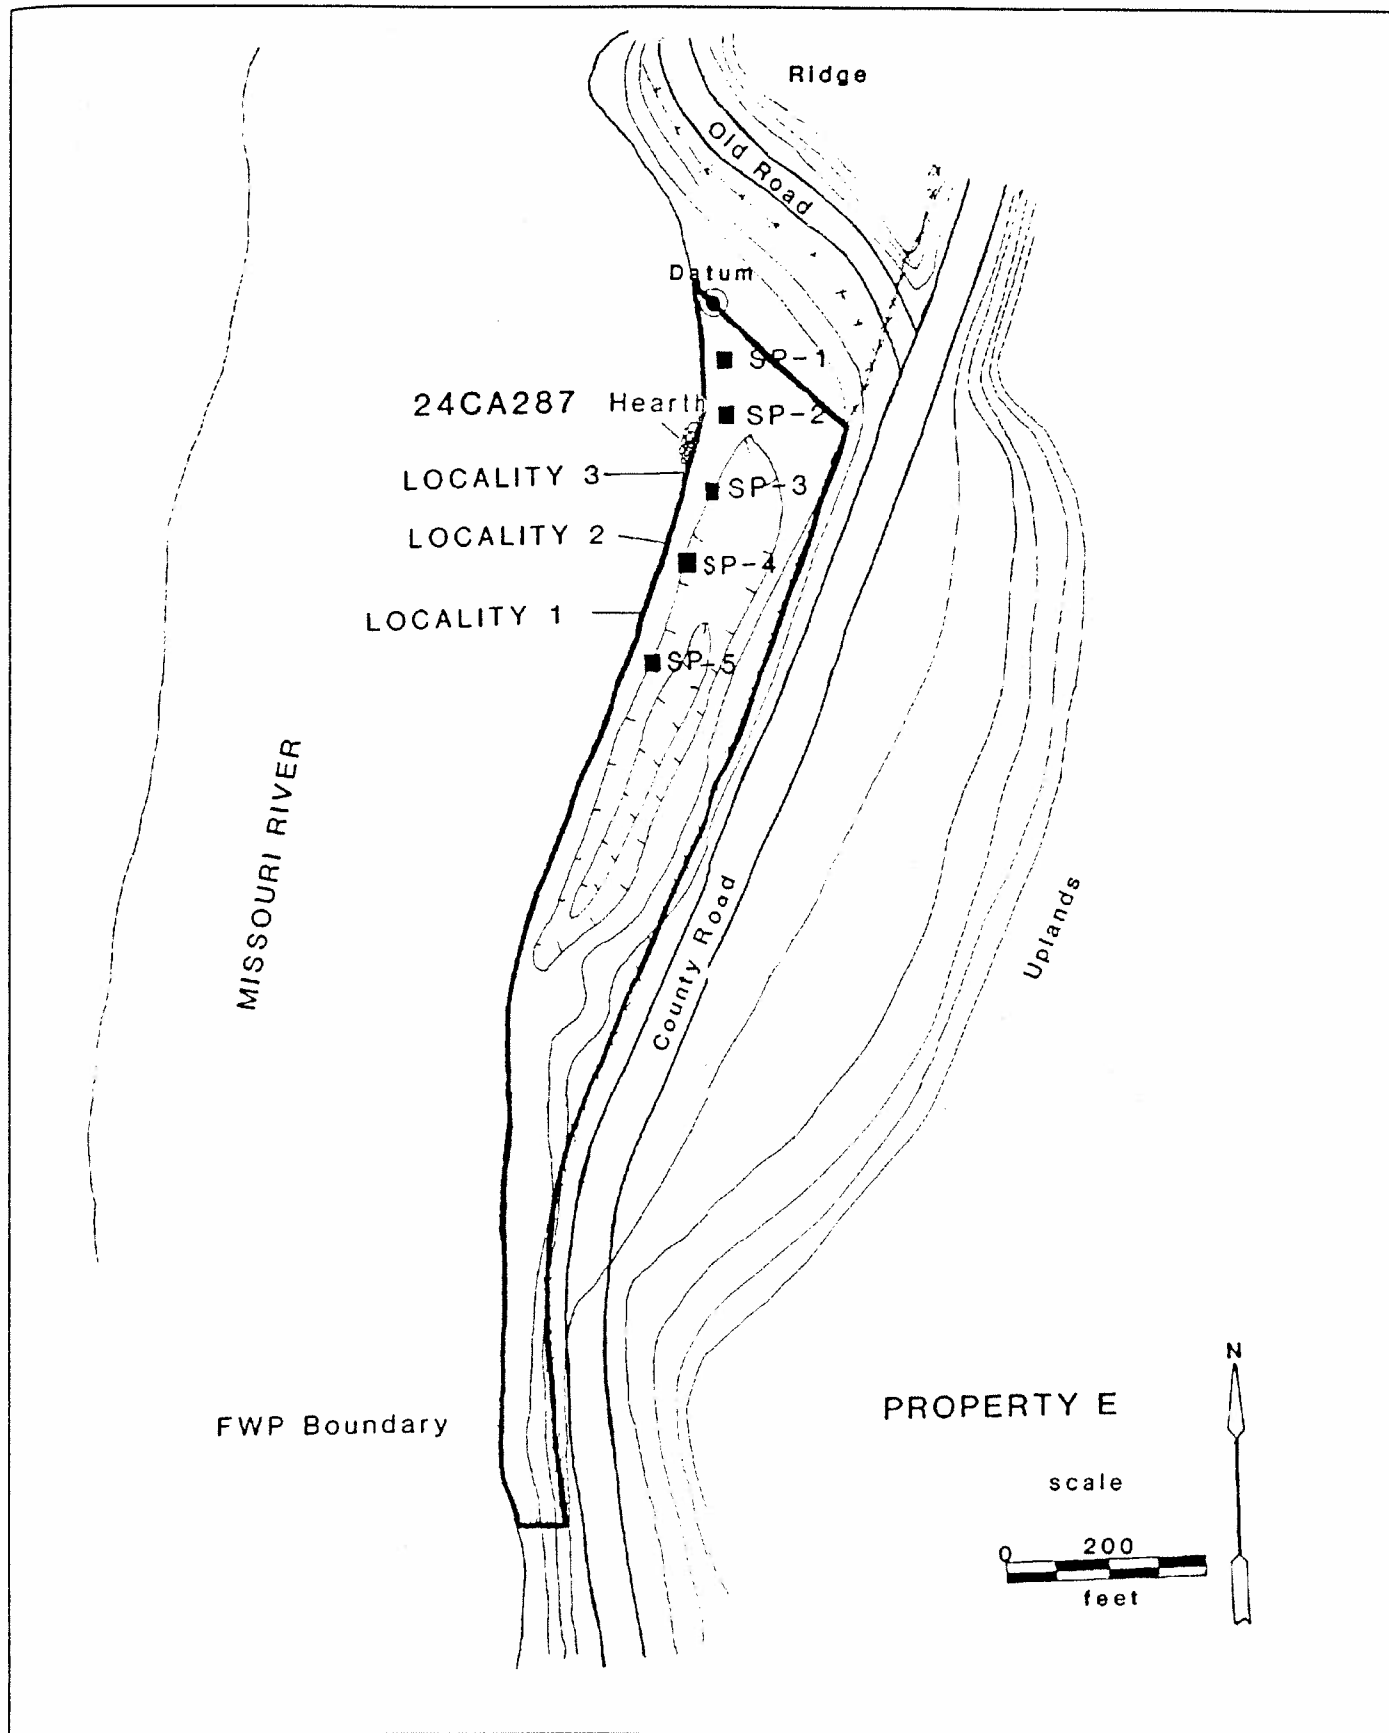 Ridge
Old Road
Datum
SP-1
24CA287 Hearth
SP-2
LOCALITY 3
SP-3
LOCALITY 2
SP-4
LOCALITY 1
SP-5
MISSOURI RIVER
County Road
Uplands
N
PROPERTY E
FWP Boundary
scale
0 200
feet